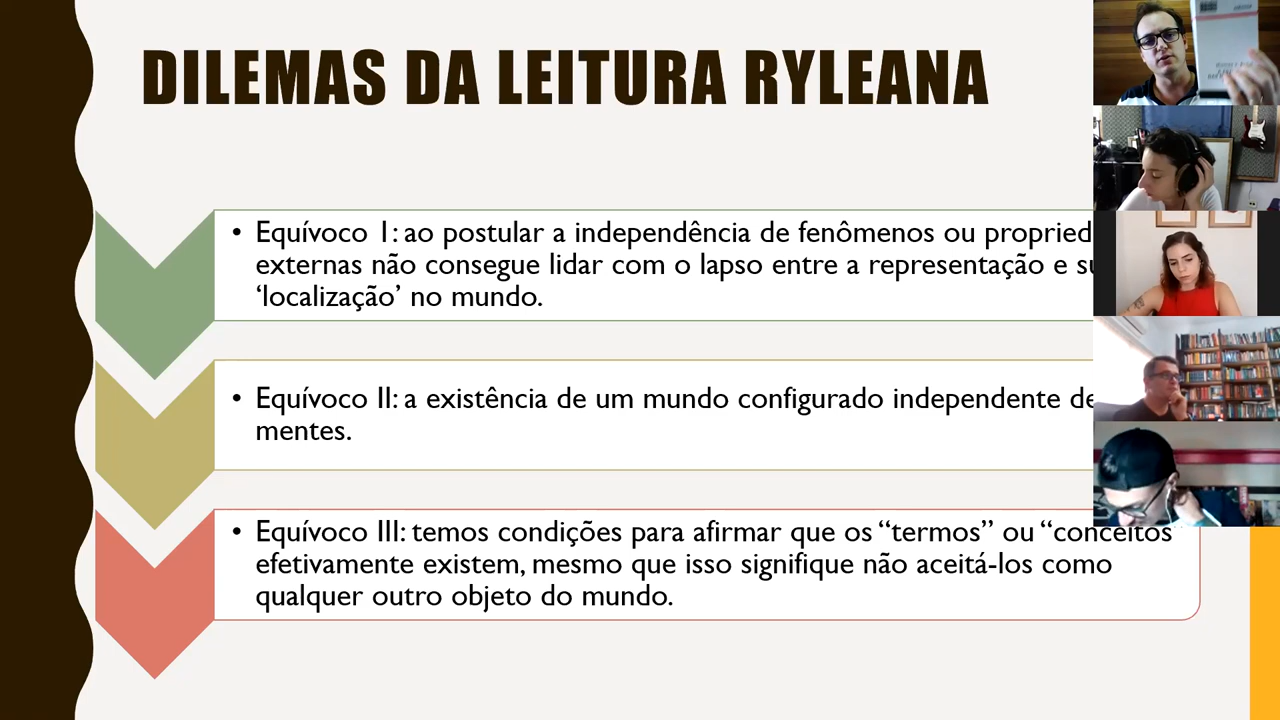 DILEMAS DA LEITURA RYLEANA
• Equívoco I: ao postular a independência de fenômenos ou propried
externas não consegue lidar com o lapso entre a representação e su
‘localização’ no mundo.
• Equívoco II: a existência de um mundo configurado independente de
mentes.
• Equívoco III: temos condições para afirmar que os “termos” ou “conceitos
efetivamente existem, mesmo que isso signifique não aceitá-los como
qualquer outro objeto do mundo.